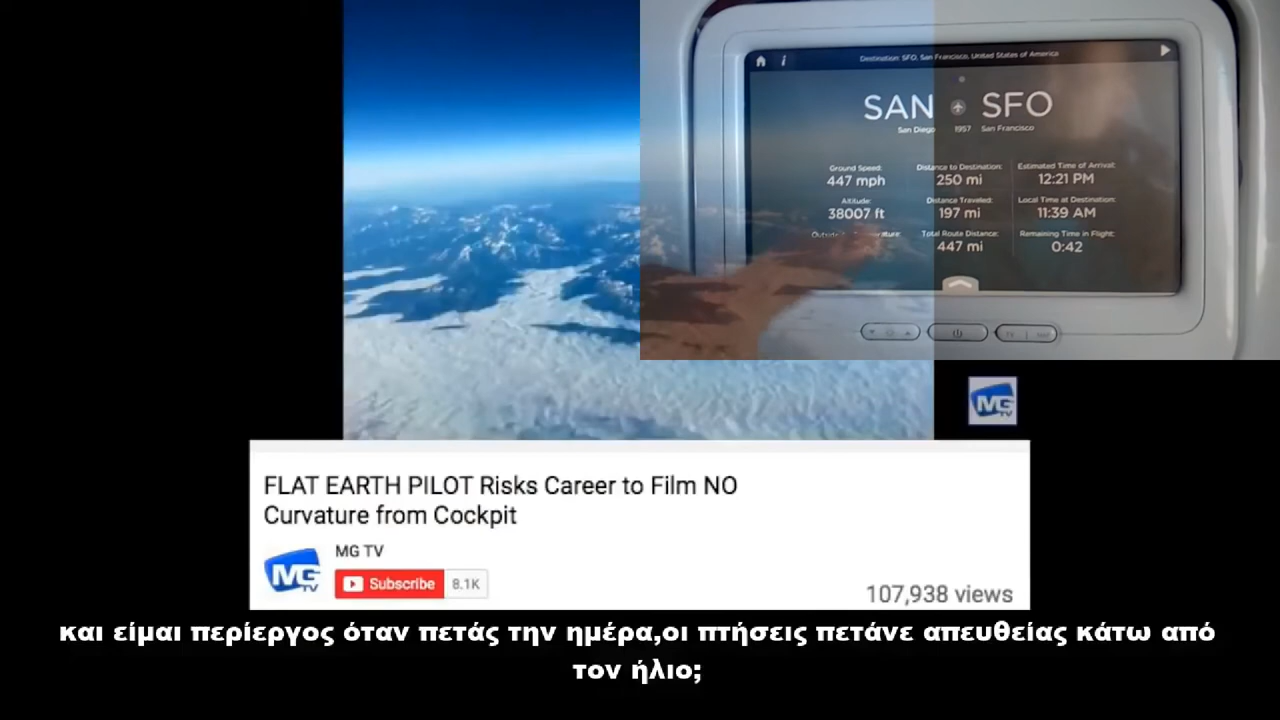 Destination: SFO, San Francisco, United States of America
SAN SFO
San Diego 1957 San Francisco
Ground Speed: Distance to Destination: Estimated Time of Arrival:
447 mph 250 mi 12:21 PM
Altitude: Distance Traveled: Local Time at Destination:
38007 ft 197 mi 11:39 AM
Total Route Distance: Remaining Time in Flight:
447 mi 0:42
MG
TV
FLAT EARTH PILOT Risks Career to Film NO
Curvature from Cockpit
MG TV
MG TV
Subscribe 8.1K
107,938 views
και είμαι περίεργος όταν πετάς την ημέρα,οι πτήσεις πετάνε απευθείας κάτω από
τον ήλιο;